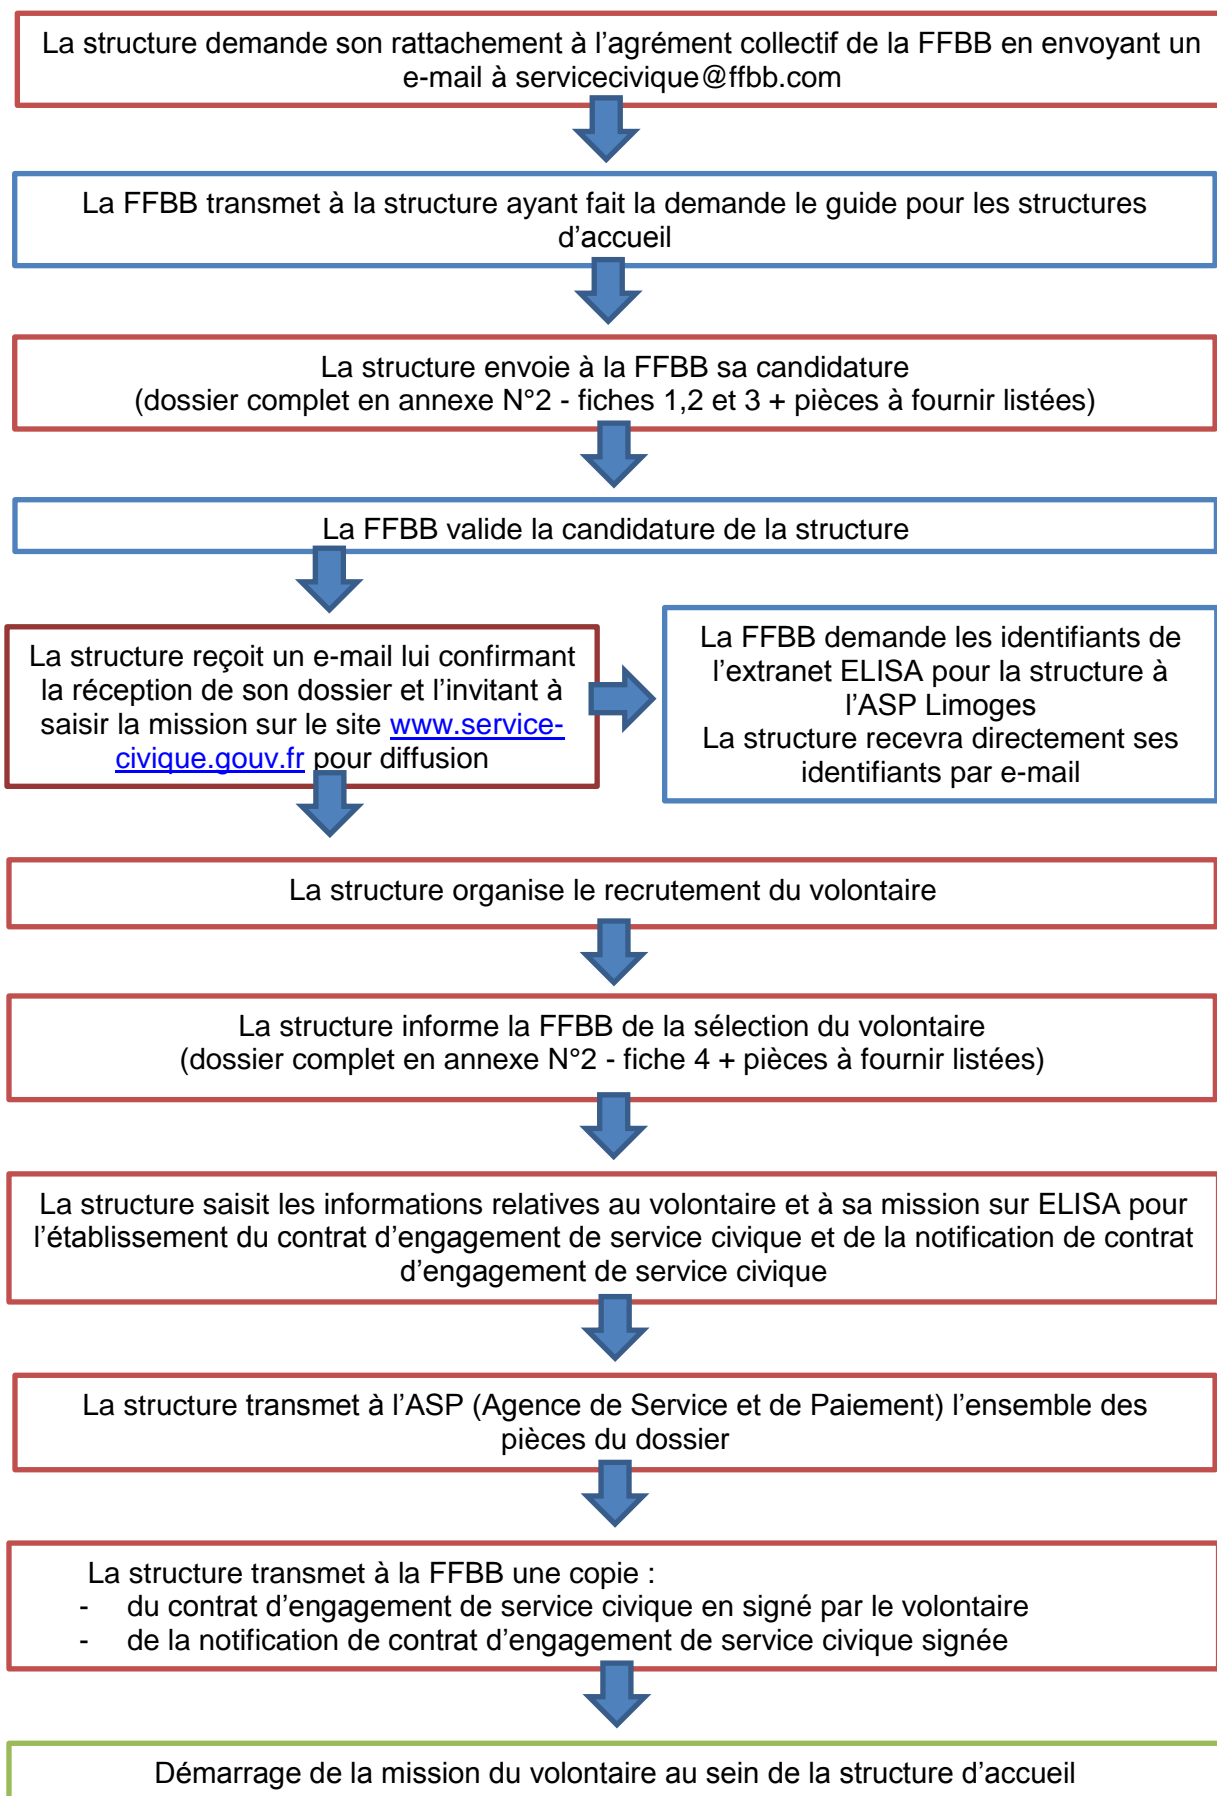 La structure demande son rattachement à l’agrément collectif de la FFBB en envoyant un
e-mail à servicecivique@ffbb.com
La FFBB transmet à la structure ayant fait la demande le guide pour les structures
d’accueil
La structure envoie à la FFBB sa candidature
(dossier complet en annexe N°2 - fiches 1,2 et 3 + pièces à fournir listées)
La FFBB valide la candidature de la structure
La structure reçoit un e-mail lui confirmant
la réception de son dossier et l’invitant à
saisir la mission sur le site www.service-
civique.gouv.fr pour diffusion
La FFBB demande les identifiants de
l’extranet ELISA pour la structure à
l’ASP Limoges
La structure recevra directement ses
identifiants par e-mail
La structure organise le recrutement du volontaire
La structure informe la FFBB de la sélection du volontaire
(dossier complet en annexe N°2 - fiche 4 + pièces à fournir listées)
La structure saisit les informations relatives au volontaire et à sa mission sur ELISA pour
l’établissement du contrat d’engagement de service civique et de la notification de contrat
d’engagement de service civique
La structure transmet à l’ASP (Agence de Service et de Paiement) l’ensemble des
pièces du dossier
La structure transmet à la FFBB une copie :
- du contrat d’engagement de service civique en signé par le volontaire
- de la notification de contrat d’engagement de service civique signée
Démarrage de la mission du volontaire au sein de la structure d’accueil